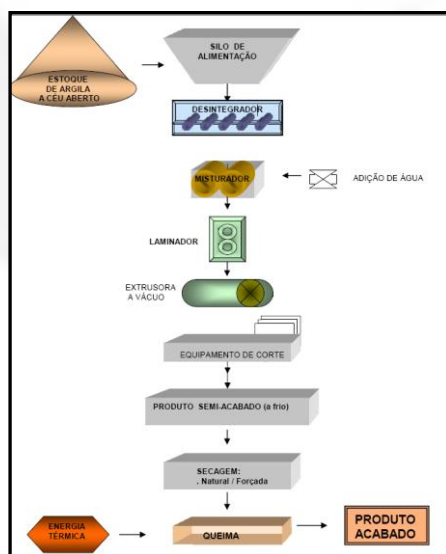 ESTOQUE
DE ARGILA
A CÉU ABERTO
SILO DE
ALIMENTAÇÃO
DESINTEGRADOR
MISTURADOR
ADIÇÃO DE ÁGUA
LAMINADOR
EXTRUSORA
A VÁCUO
EQUIPAMENTO DE CORTE
PRODUTO SEMI-ACABADO (a frio)
SECAGEM:
. Natural / Forçada
ENERGIA
TÉRMICA
QUEIMA
PRODUTO
ACABADO